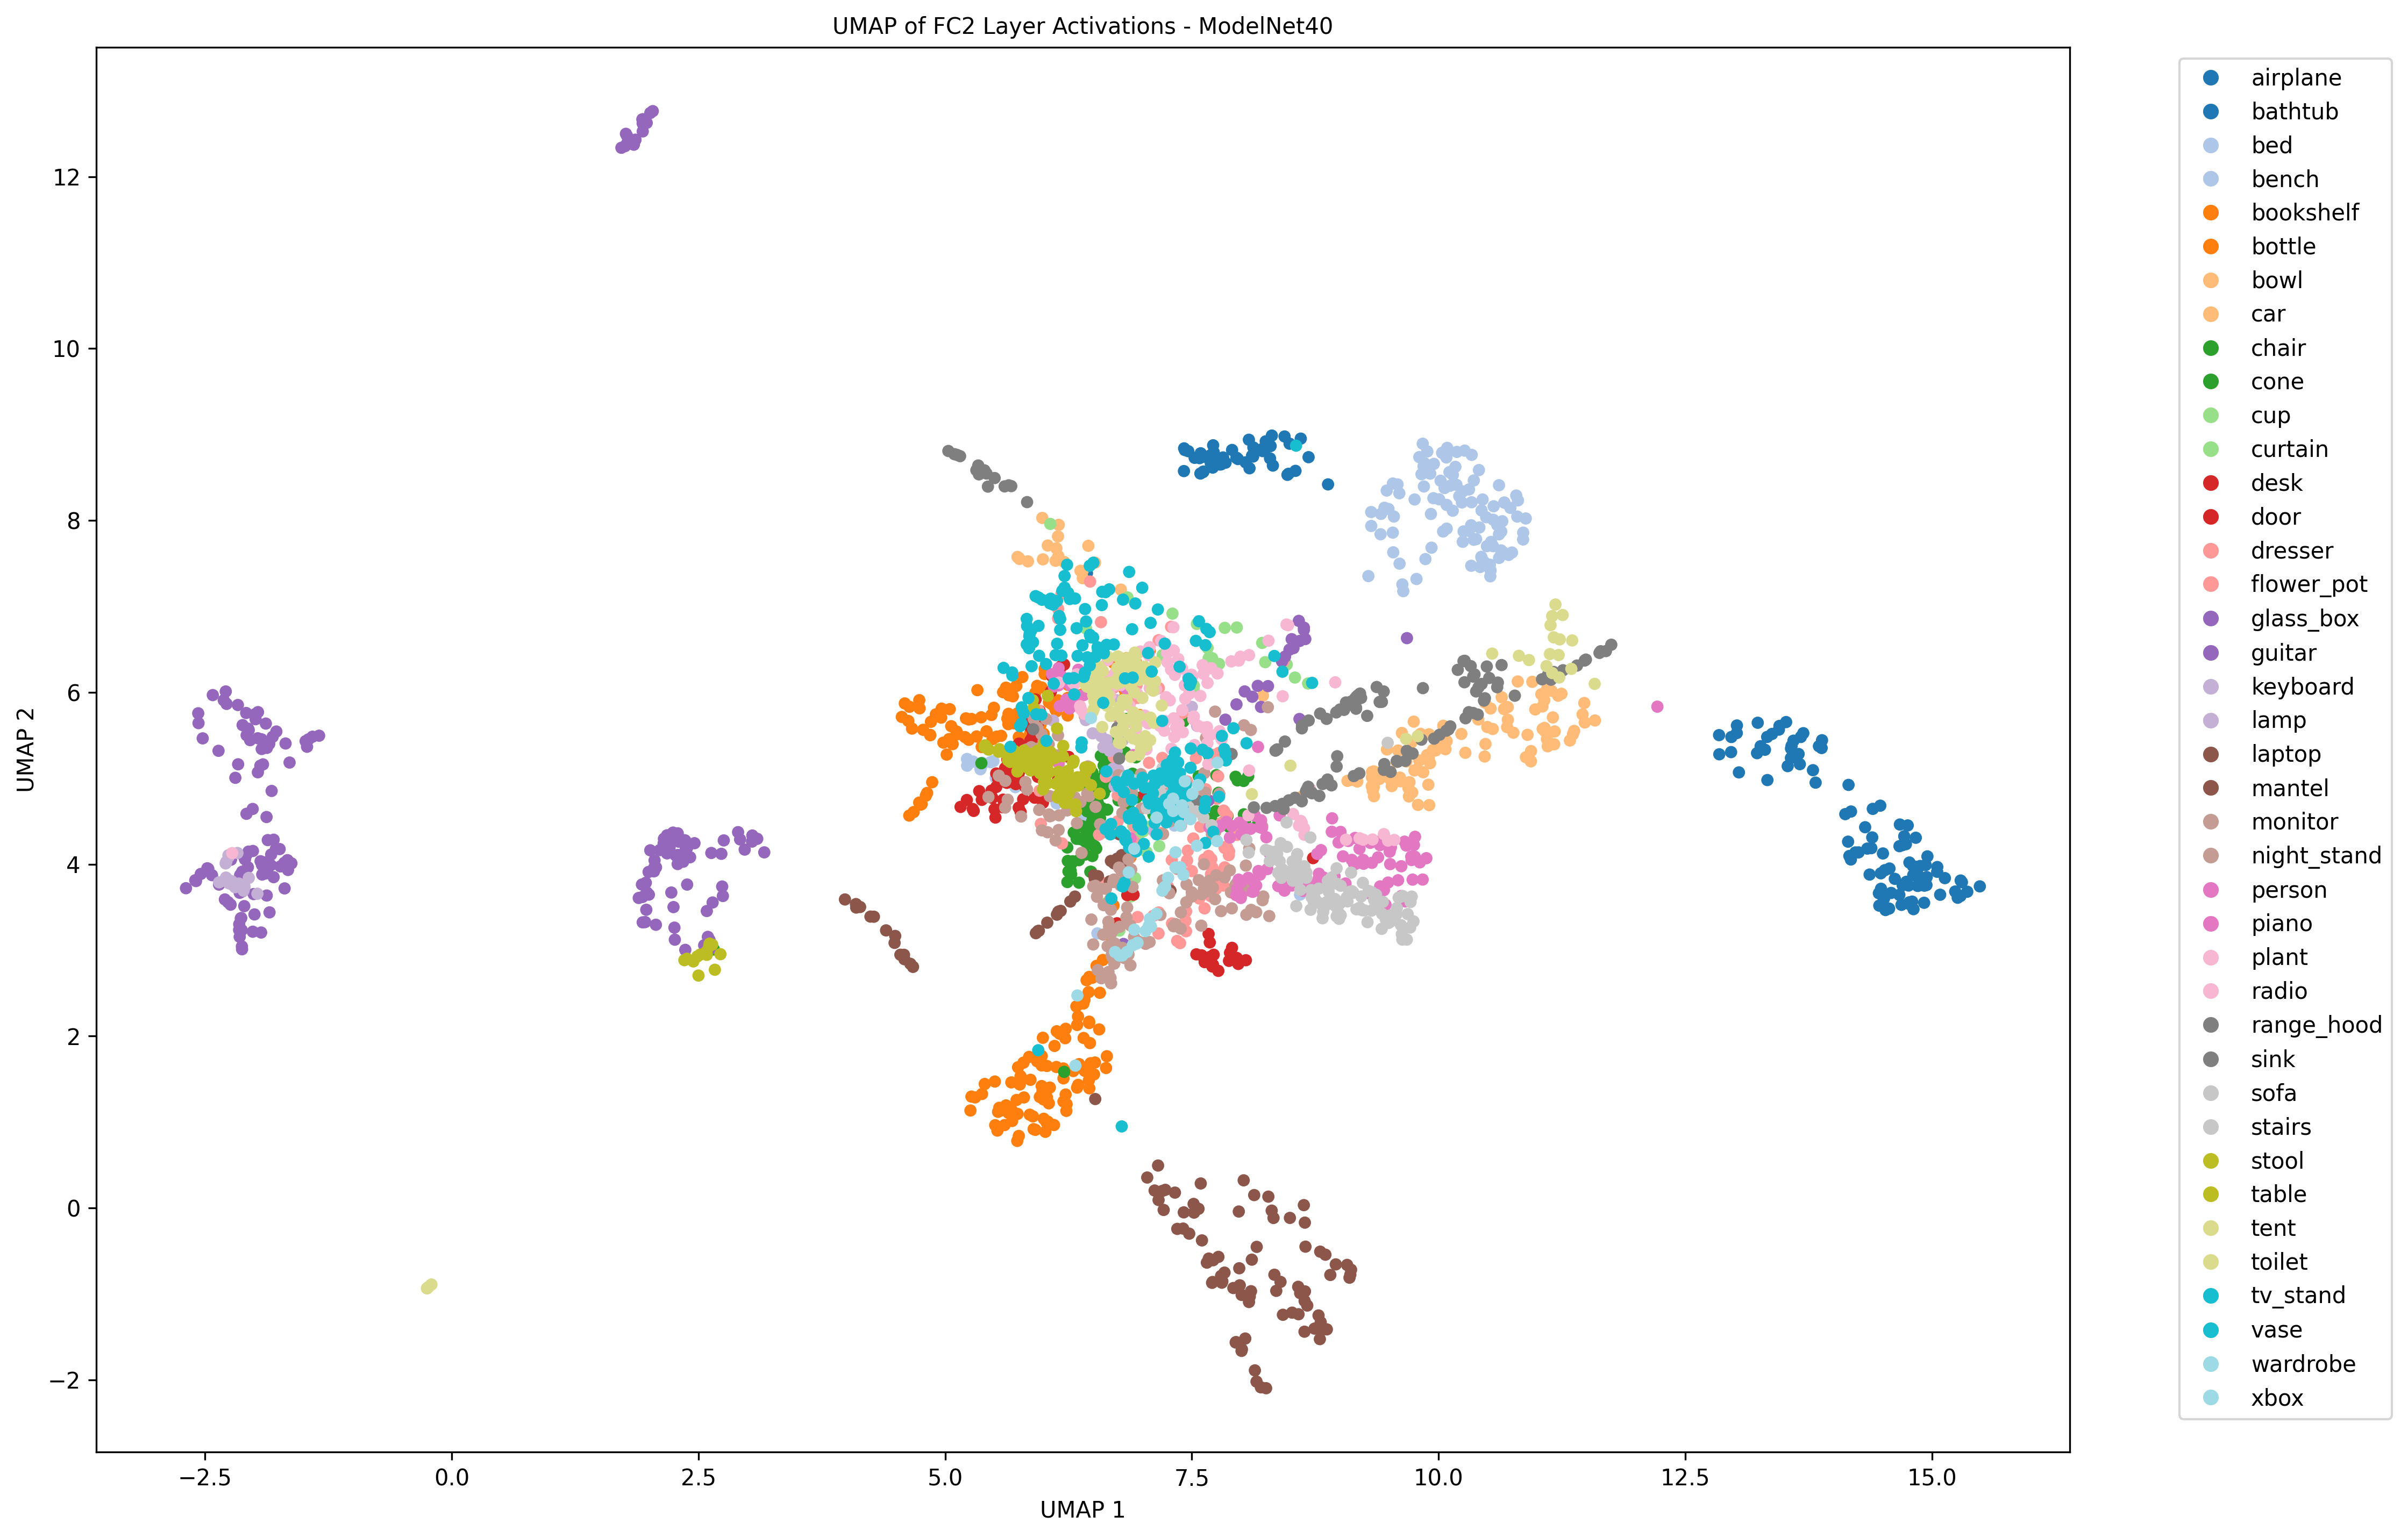 UMAP of FC2 Layer Activations - ModelNet40
UMAP 2
12
10
8
6
4
2
0
−2
−2.5
0.0
2.5
5.0
7.5
10.0
12.5
15.0
UMAP 1
airplane
bathtub
bed
bench
bookshelf
bottle
bowl
car
chair
cone
cup
curtain
desk
door
dresser
flower_pot
glass_box
guitar
keyboard
lamp
laptop
mantel
monitor
night_stand
person
piano
plant
radio
range_hood
sink
sofa
stairs
stool
table
tent
toilet
tv_stand
vase
wardrobe
xbox